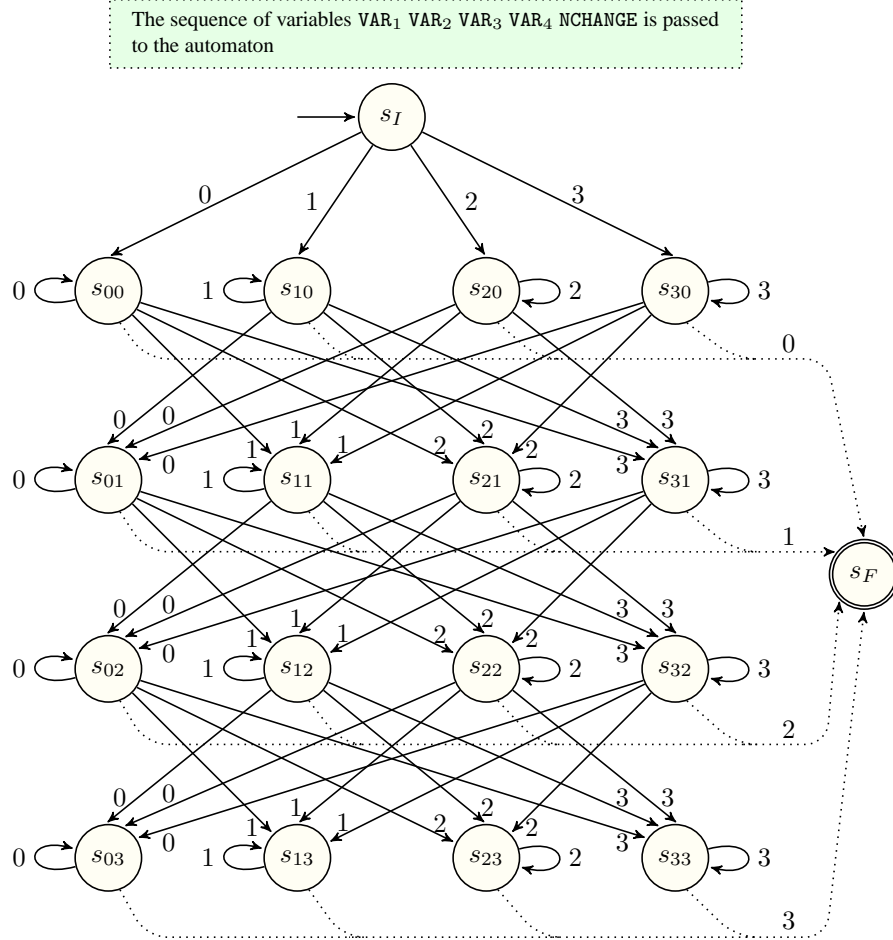 The sequence of variables VAR₁ VAR₂ VAR₃ VAR₄ NCHANGE is passed
to the automaton
s_I
0 1 2 3
0 s₀₀ 1 s₁₀ s₂₀ 2 s₃₀ 3
0
0 0 1 2 3 3
0 1 1 2 2 3
0 s₀₁ 1 s₁₁ s₂₁ 2 s₃₁ 3
1
s_F
0 0 1 2 3 3
0 1 1 2 2 3
0 s₀₂ 1 s₁₂ s₂₂ 2 s₃₂ 3
2
0 0 1 2 3 3
0 1 1 2 2 3
0 s₀₃ 1 s₁₃ s₂₃ 2 s₃₃ 3
3